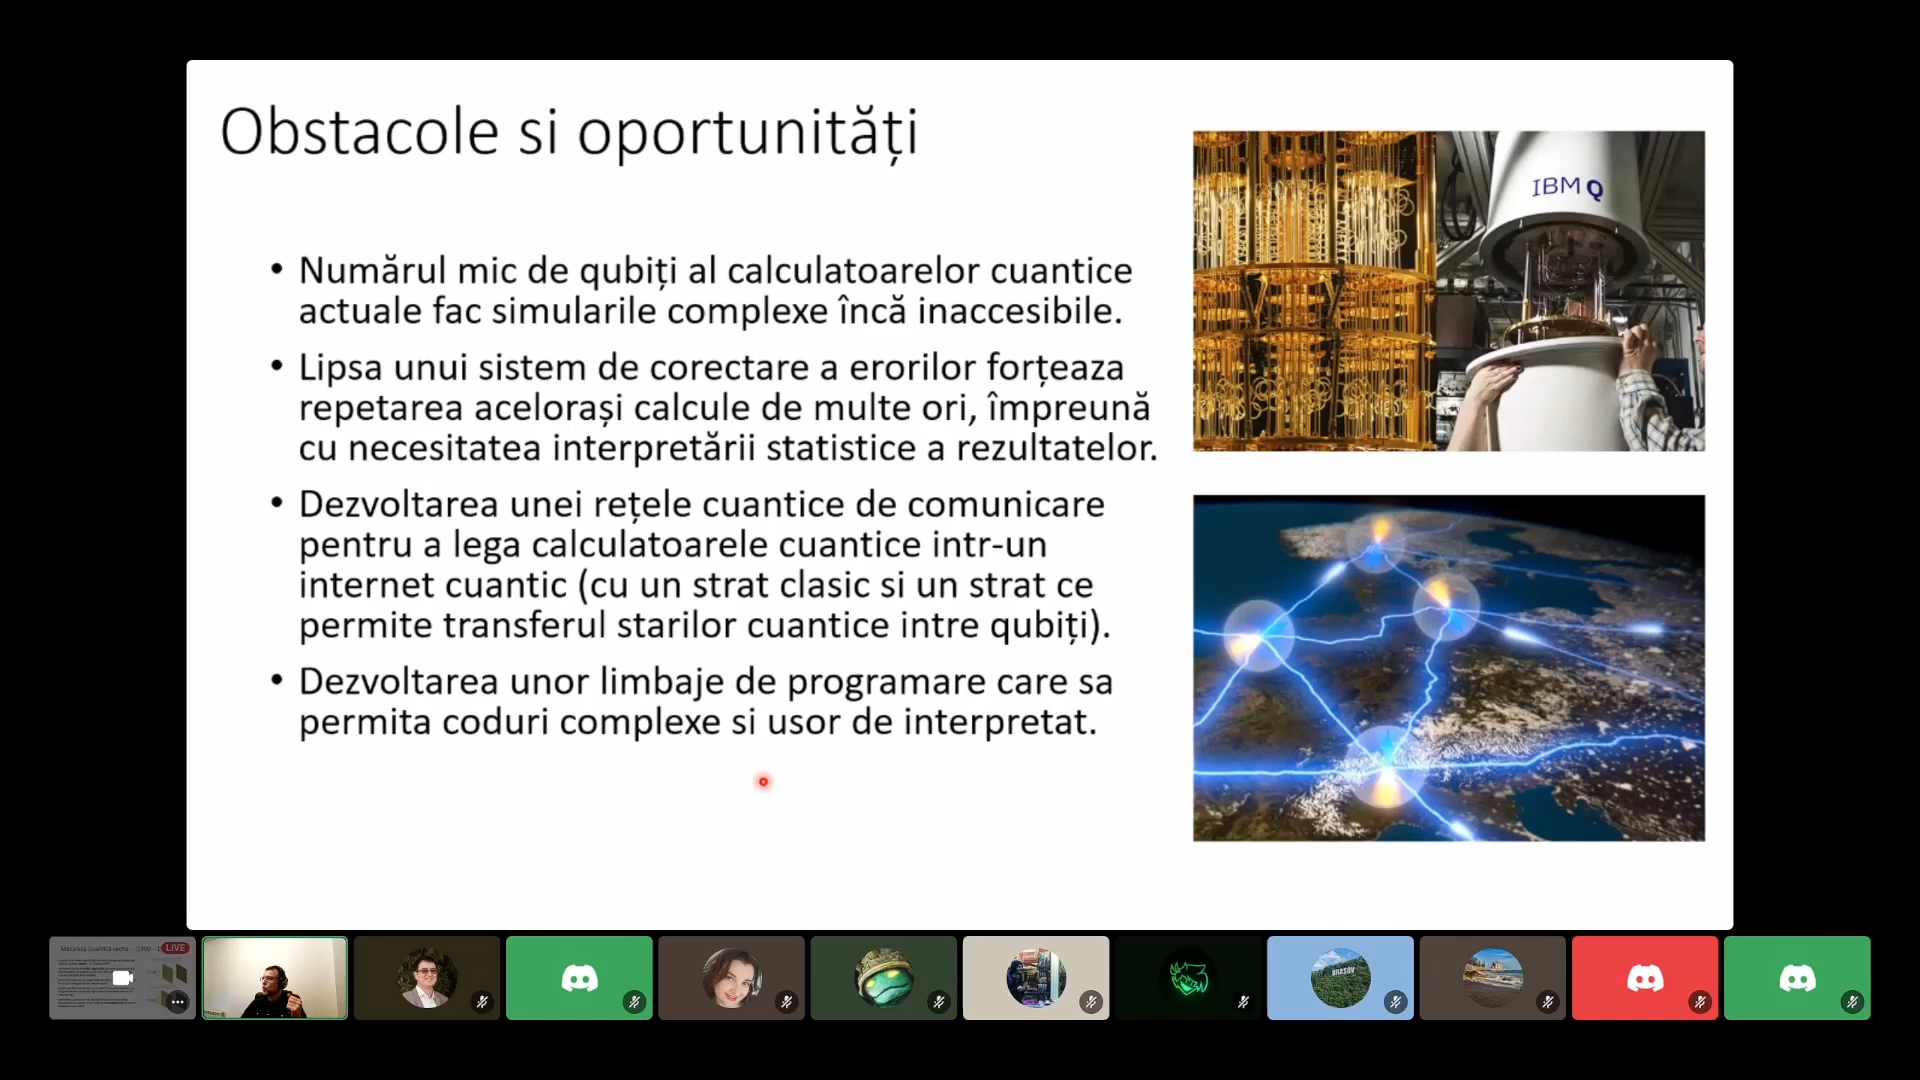 Obstacole si oportunități
• Numărul mic de qubiți al calculatoarelor cuantice
actuale fac simularile complexe încă inaccesibile.
• Lipsa unui sistem de corectare a erorilor forțeaza
repetarea acelorași calcule de multe ori, împreună
cu necesitatea interpretării statistice a rezultatelor.
• Dezvoltarea unei rețele cuantice de comunicare
pentru a lega calculatoarele cuantice intr-un
internet cuantic (cu un strat clasic si un strat ce
permite transferul starilor cuantice intre qubiți).
• Dezvoltarea unor limbaje de programare care sa
permita coduri complexe si usor de interpretat.
IBM Q
LIVE
BRASOV